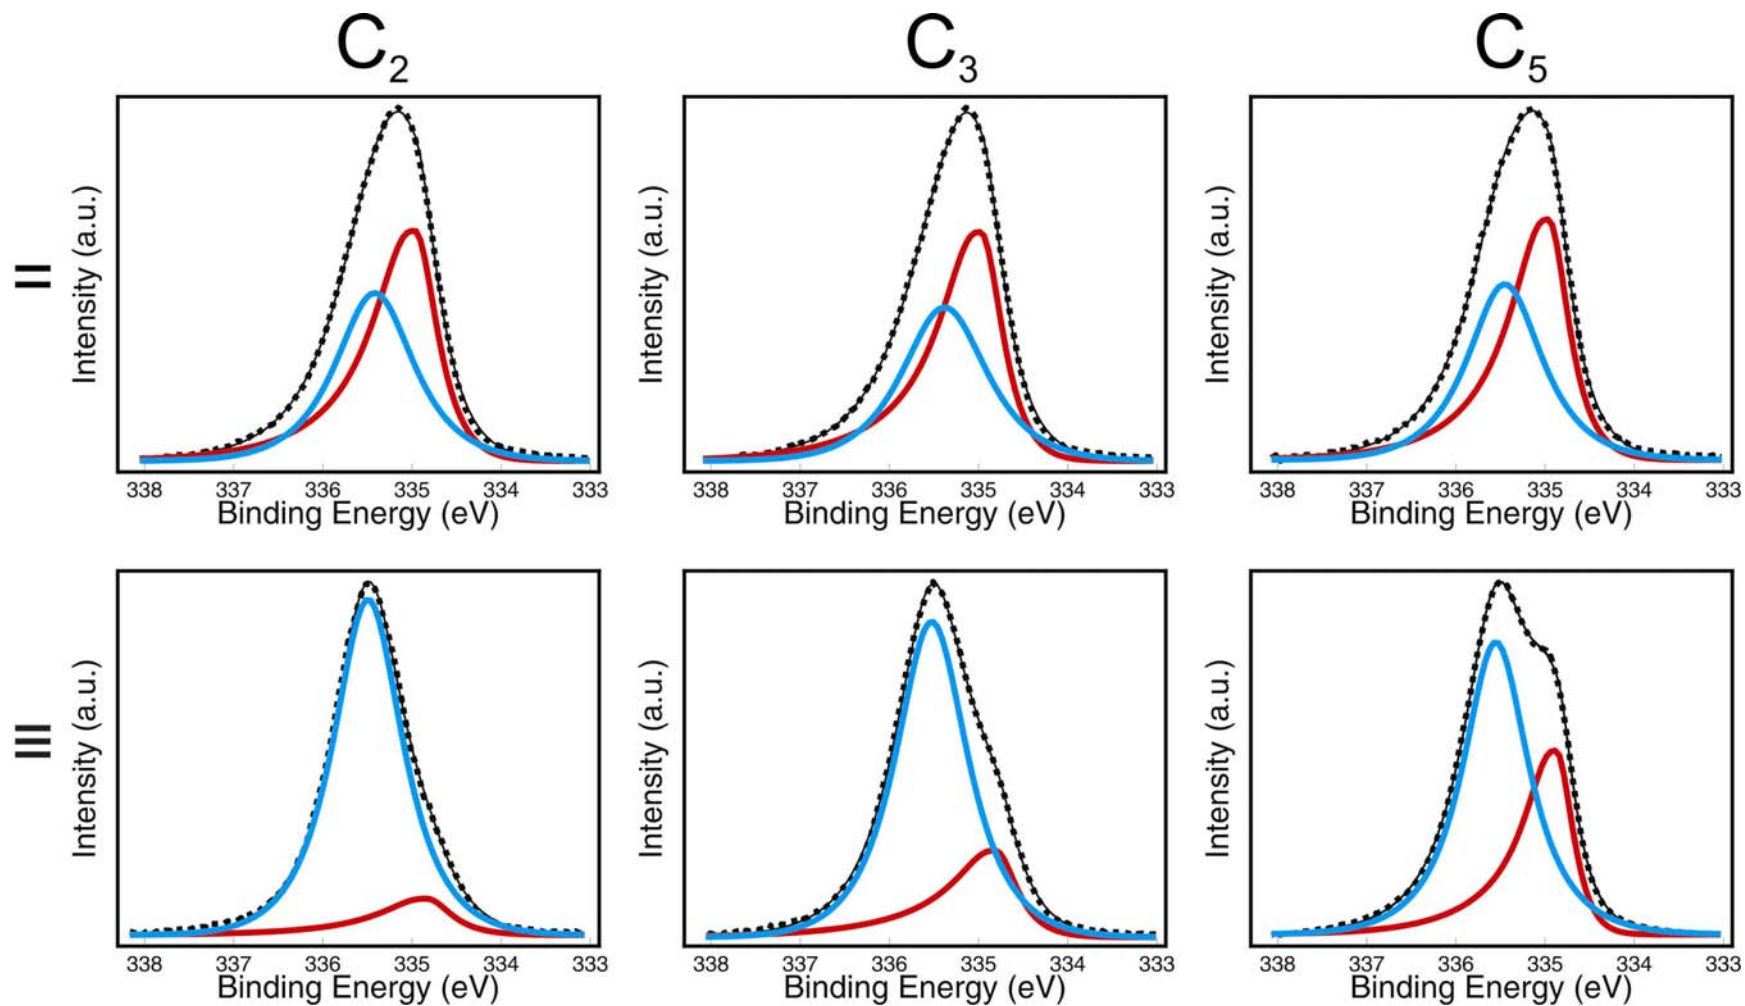 C₂ C₃ C₅
II
Intensity (a.u.) Intensity (a.u.) Intensity (a.u.)
338 337 336 335 334 333 338 337 336 335 334 333 338 337 336 335 334 333
Binding Energy (eV) Binding Energy (eV) Binding Energy (eV)
III
Intensity (a.u.) Intensity (a.u.) Intensity (a.u.)
338 337 336 335 334 333 338 337 336 335 334 333 338 337 336 335 334 333
Binding Energy (eV) Binding Energy (eV) Binding Energy (eV)